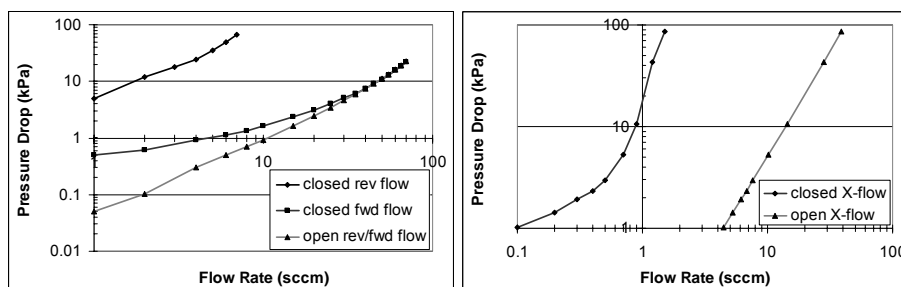 Pressure Drop (kPa)
100
10
1
0.1
0.01
10
100
closed rev flow
closed fwd flow
open rev/fwd flow
Flow Rate (sccm)
Pressure Drop (kPa)
100
10
1
0.1
1
10
100
closed X-flow
open X-flow
Flow Rate (sccm)